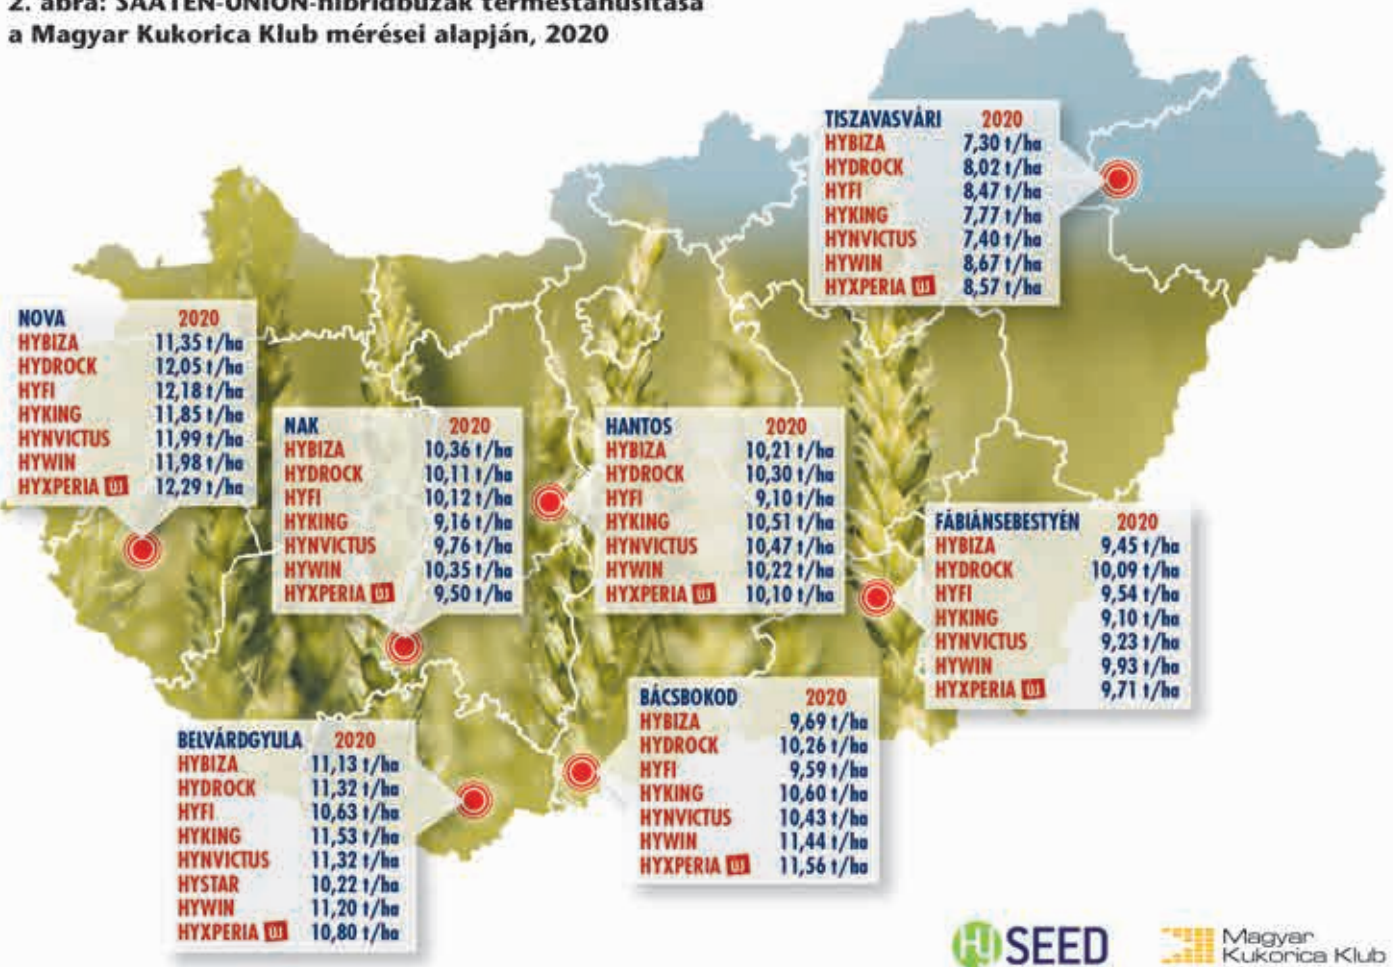 2. ábra: SAATEN-UNION-hibridbúzák terméstanúsítása
a Magyar Kukorica Klub mérései alapján, 2020
TISZAVASVÁRI 2020
HYBIZA 7,30 t/ha
HYDROCK 8,02 t/ha
HYFI 8,47 t/ha
HYKING 7,77 t/ha
HYNVICTUS 7,40 t/ha
HYWIN 8,67 t/ha
HYXPERIA ÚJ 8,57 t/ha
NOVA 2020
HYBIZA 11,35 t/ha
HYDROCK 12,05 t/ha
HYFI 12,18 t/ha
HYKING 11,85 t/ha
HYNVICTUS 11,99 t/ha
HYWIN 11,98 t/ha
HYXPERIA ÚJ 12,29 t/ha
NAK 2020
HYBIZA 10,36 t/ha
HYDROCK 10,11 t/ha
HYFI 10,12 t/ha
HYKING 9,16 t/ha
HYNVICTUS 9,76 t/ha
HYWIN 10,35 t/ha
HYXPERIA ÚJ 9,50 t/ha
HANTOS 2020
HYBIZA 10,21 t/ha
HYDROCK 10,30 t/ha
HYFI 9,10 t/ha
HYKING 10,51 t/ha
HYNVICTUS 10,47 t/ha
HYWIN 10,22 t/ha
HYXPERIA ÚJ 10,10 t/ha
FÁBIÁNSEBESTYÉN 2020
HYBIZA 9,45 t/ha
HYDROCK 10,09 t/ha
HYFI 9,54 t/ha
HYKING 9,10 t/ha
HYNVICTUS 9,23 t/ha
HYWIN 9,93 t/ha
HYXPERIA ÚJ 9,71 t/ha
BÁCSBOKOD 2020
HYBIZA 9,69 t/ha
HYDROCK 10,26 t/ha
HYFI 9,59 t/ha
HYKING 10,60 t/ha
HYNVICTUS 10,43 t/ha
HYWIN 11,44 t/ha
HYXPERIA ÚJ 11,56 t/ha
BELVÁRDGYULA 2020
HYBIZA 11,13 t/ha
HYDROCK 11,32 t/ha
HYFI 10,63 t/ha
HYKING 11,53 t/ha
HYNVICTUS 11,32 t/ha
HYSTAR 10,22 t/ha
HYWIN 11,20 t/ha
HYXPERIA ÚJ 10,80 t/ha
Hy SEED
Magyar
Kukorica Klub